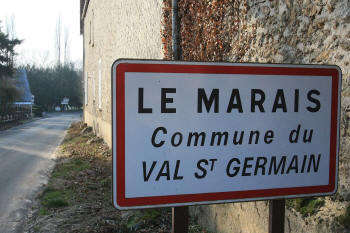 LE MARAIS
Commune du
VAL ST GERMAIN